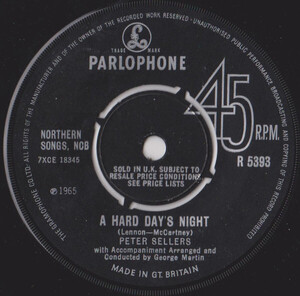 THE GRAMOPHONE CO. LTD. ALL RIGHTS OF THE MANUFACTURER AND OF THE OWNER OF THE RECORDED WORK RESERVED UNAUTHORISED PUBLIC PERFORMANCE BROADCASTING AND COPYING OF THIS RECORD PROHIBITED
TRADE MARK
PARLOPHONE
45 R.P.M.
NORTHERN SONGS, NCB
7XCE 18345
R 5393
SOLD IN U.K. SUBJECT TO
RESALE PRICE CONDITIONS,
SEE PRICE LISTS
℗1965
A HARD DAY'S NIGHT
(Lennon—McCartney)
PETER SELLERS
with Accompaniment Arranged and
Conducted by George Martin
MADE IN GT. BRITAIN